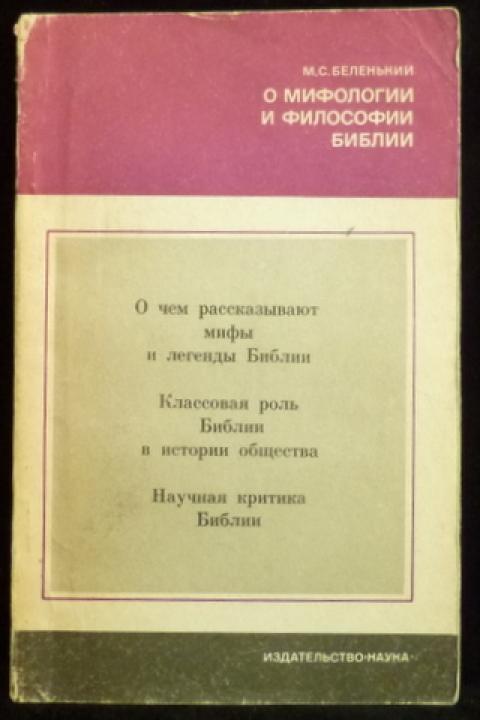 М.С.БЕЛЕНЬКИЙ
О МИФОЛОГИИ
И ФИЛОСОФИИ
БИБЛИИ
О чем рассказывают
мифы
и легенды Библии
Классовая роль
Библии
в истории общества
Научная критика
Библии
ИЗДАТЕЛЬСТВО·НАУКА·